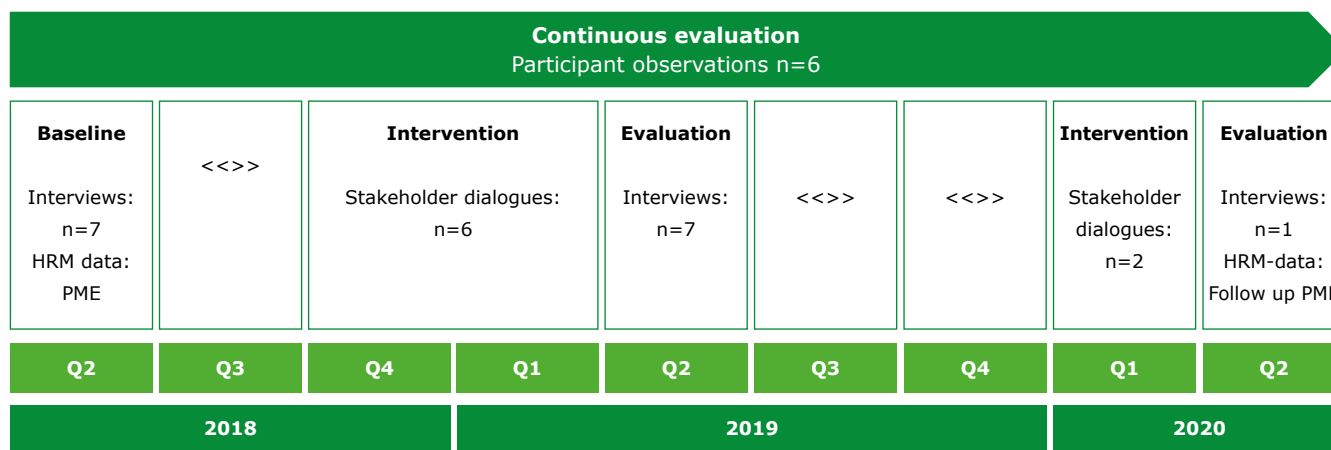 Continuous evaluation
Participant observations n=6
Baseline
Interviews:
n=7
HRM data:
PME
<<>>
Intervention
Stakeholder dialogues:
n=6
Evaluation
Interviews:
n=7
<<>>
<<>>
Intervention
Stakeholder
dialogues:
n=2
Evaluation
Interviews:
n=1
HRM-data:
Follow up PME
Q2
Q3
Q4
Q1
Q2
Q3
Q4
Q1
Q2
2018
2019
2020